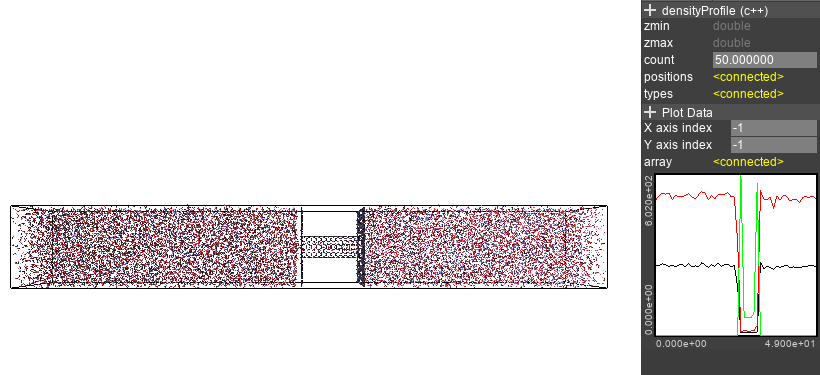 densityProfile (c++)
zmin double
zmax double
count 50.000000
positions <connected>
types <connected>
Plot Data
X axis index -1
Y axis index -1
array <connected>
6.020e+02
0.000e+00
0.000e+00 4.900e+01